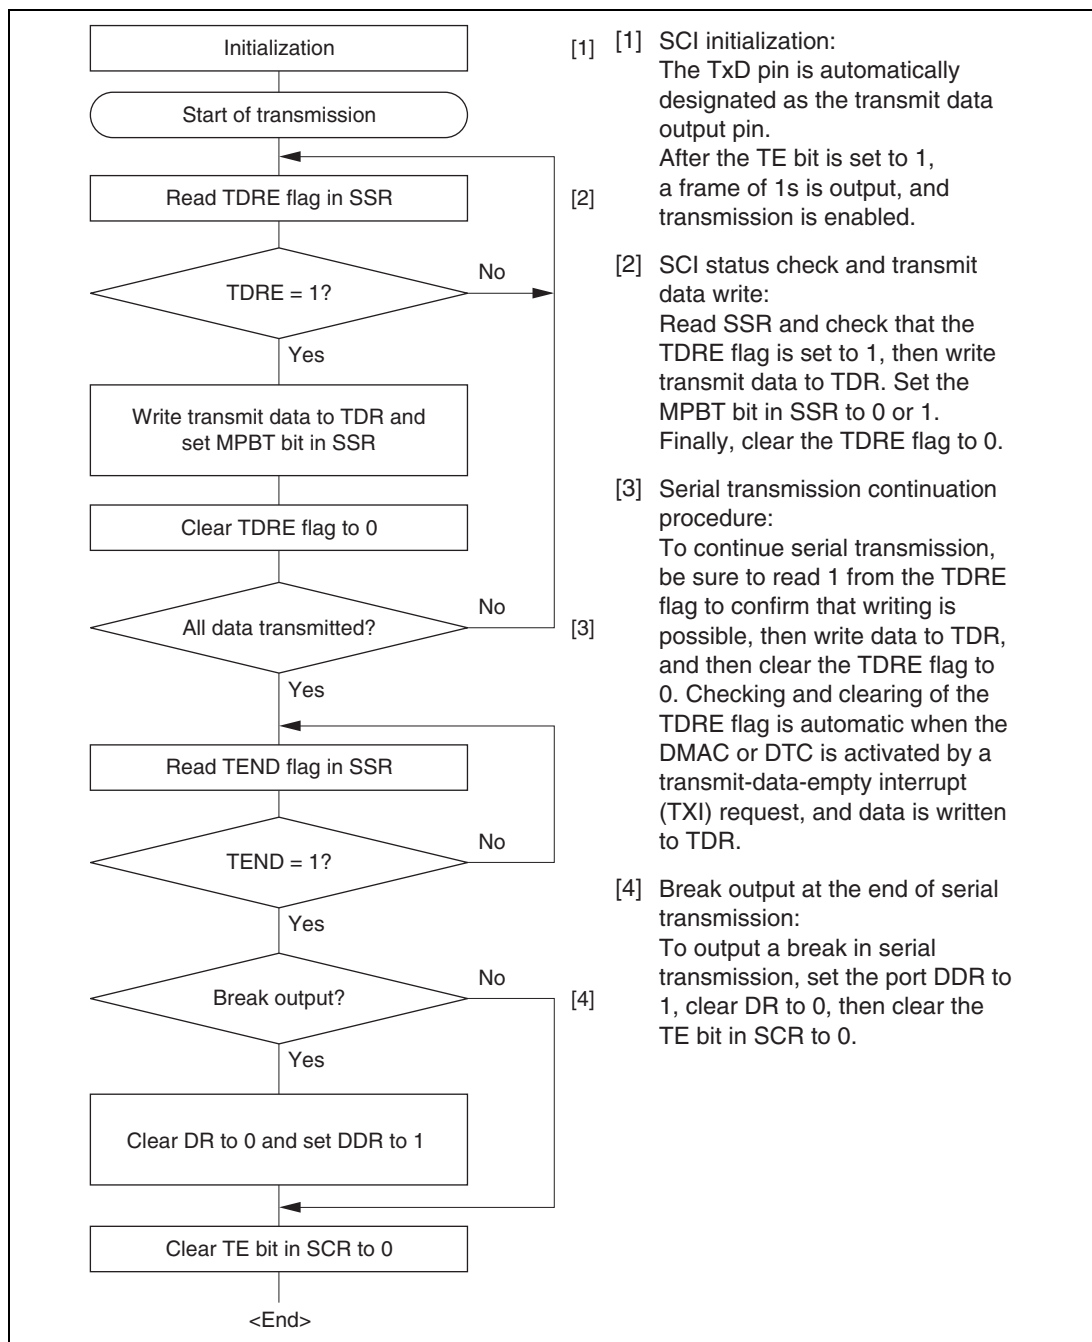 Initialization
[1]
Start of transmission
Read TDRE flag in SSR
[2]
No
TDRE = 1?
Yes
Write transmit data to TDR and
set MPBT bit in SSR
Clear TDRE flag to 0
No
All data transmitted?
[3]
Yes
Read TEND flag in SSR
No
TEND = 1?
Yes
No
Break output?
[4]
Yes
Clear DR to 0 and set DDR to 1
Clear TE bit in SCR to 0
<End>
[1] SCI initialization:
The TxD pin is automatically
designated as the transmit data
output pin.
After the TE bit is set to 1,
a frame of 1s is output, and
transmission is enabled.
[2] SCI status check and transmit
data write:
Read SSR and check that the
TDRE flag is set to 1, then write
transmit data to TDR. Set the
MPBT bit in SSR to 0 or 1.
Finally, clear the TDRE flag to 0.
[3] Serial transmission continuation
procedure:
To continue serial transmission,
be sure to read 1 from the TDRE
flag to confirm that writing is
possible, then write data to TDR,
and then clear the TDRE flag to
0. Checking and clearing of the
TDRE flag is automatic when the
DMAC or DTC is activated by a
transmit-data-empty interrupt
(TXI) request, and data is written
to TDR.
[4] Break output at the end of serial
transmission:
To output a break in serial
transmission, set the port DDR to
1, clear DR to 0, then clear the
TE bit in SCR to 0.